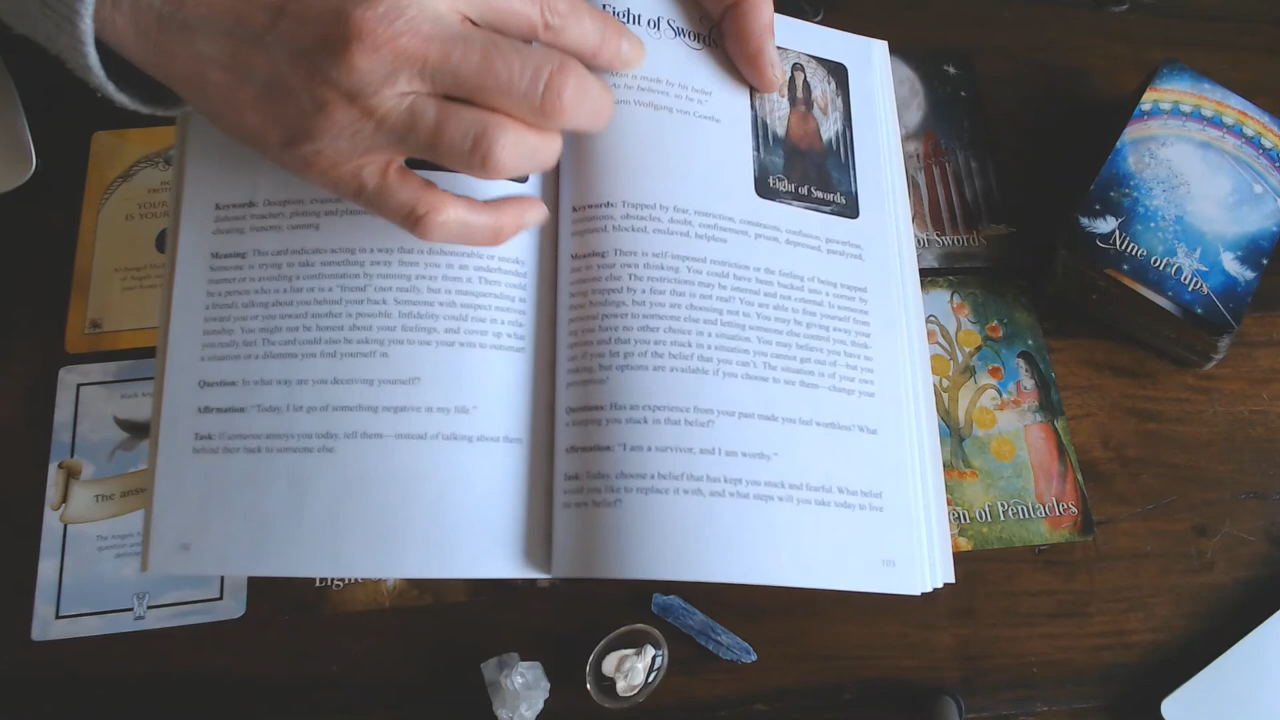 Eight of Swords
Man is made by his belief
As he believes, so he is."
ann Wolfgang von Goethe
Eight of Swords
Keywords: Trapped by fear, restriction, constraints, confusion, powerless,
obstacles, doubt, confinement, prison, depressed, paralyzed,
blocked, enslaved, helpless
Meaning: There is self-imposed restriction or the feeling of being trapped
due to your own thinking. You could have been backed into a corner by
someone else. The restrictions may be internal and not external. Is someone
being trapped by a fear that is not real? You are able to free yourself from
these bindings, but you are choosing not to. You may be giving away your
personal power to someone else and letting someone else control you, think-
ing you have no other choice in a situation. You may believe you have no
options and that you are stuck in a situation you cannot get out of—but you
can if you let go of the belief that you can't. The situation is of your own
making, but options are available if you choose to see them—change your
perception!
Questions: Has an experience from your past made you feel worthless? What
is keeping you stuck in that belief?
Affirmation: "I am a survivor, and I am worthy."
Task: Today, choose a belief that has kept you stuck and fearful. What belief
would you like to replace it with, and what steps will you take today to live
new belief?
103
Keywords: Deception, evasion
dishonor, treachery, plotting and
cheating, frenemy, cunning
Meaning: This card indicates acting in a way that is dishonorable or sneaky.
Someone is trying to take something away from you in an underhanded
manner or is avoiding a confrontation by running away from it. There could
be a person who is a liar or is a "friend" (not really, but is masquerading as
a friend), talking about you behind your back. Someone with suspect motives
toward you or you toward another is possible. Infidelity could rise in a rela-
tionship. You might not be honest about your feelings, and cover up what
you really feel. The card could also be asking you to use your wits to outsmart
a situation or a dilemma you find yourself in.
Question: In what way are you deceiving yourself?
Affirmation: "Today, I let go of something negative in my life."
Task: If someone annoys you today, tell them—instead of talking about them
behind their back to someone else.
YOUR
IS YOUR
The answ
The Angels
question and
Eight of
of Swords
en of Pentacles
Nine of Cups